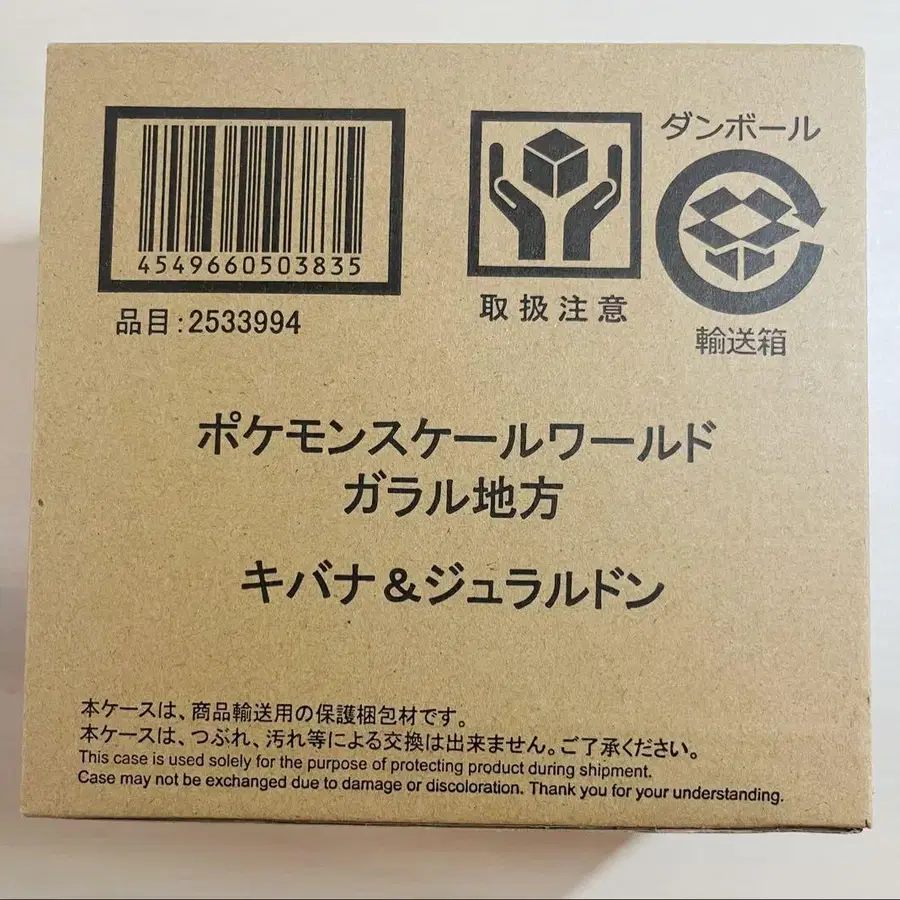 4549660503835
品目:2533994
取扱注意
ダンボール
輸送箱
ポケモンスケールワールド
ガラル地方
キバナ&ジュラルドン
本ケースは、商品輸送用の保護梱包材です。
本ケースは、つぶれ、汚れ等による交換は出来ません。ご了承ください。
This case is used solely for the purpose of protecting product during shipment.
Case may not be exchanged due to damage or discoloration. Thank you for your understanding.